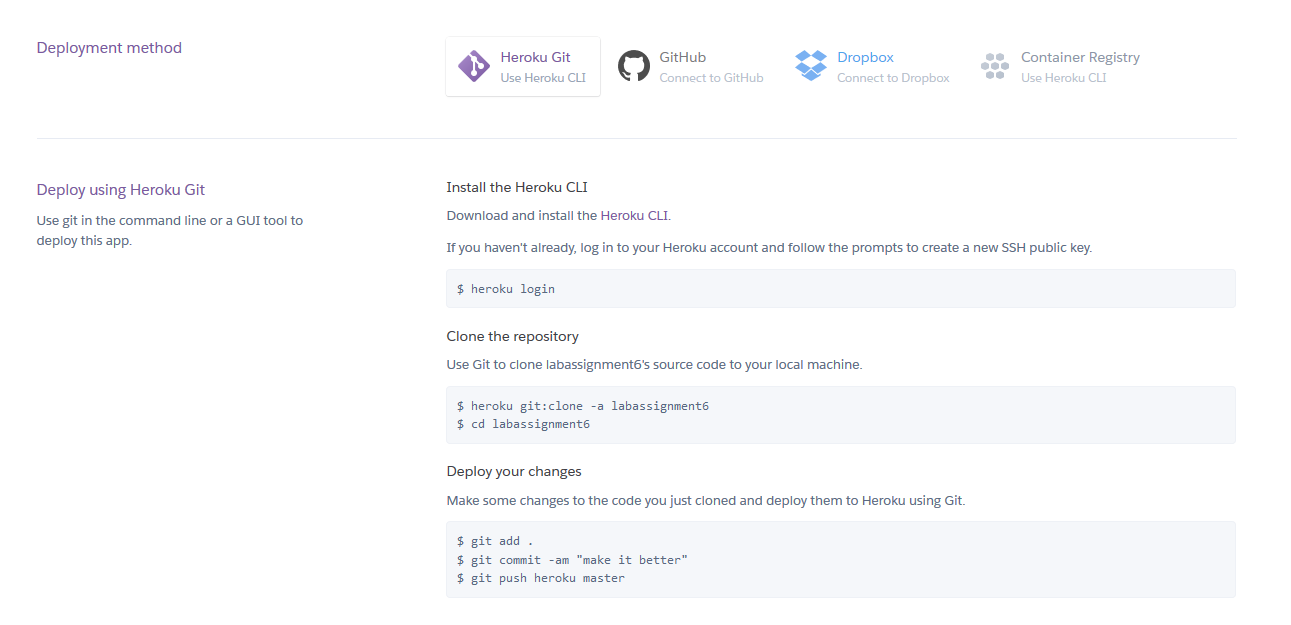 Deployment method
Heroku Git
Use Heroku CLI
GitHub
Connect to GitHub
Dropbox
Connect to Dropbox
Container Registry
Use Heroku CLI
Deploy using Heroku Git
Use git in the command line or a GUI tool to
deploy this app.
Install the Heroku CLI
Download and install the Heroku CLI.
If you haven't already, log in to your Heroku account and follow the prompts to create a new SSH public key.
$ heroku login
Clone the repository
Use Git to clone labassignment6's source code to your local machine.
$ heroku git:clone -a labassignment6
$ cd labassignment6
Deploy your changes
Make some changes to the code you just cloned and deploy them to Heroku using Git.
$ git add .
$ git commit -am "make it better"
$ git push heroku master